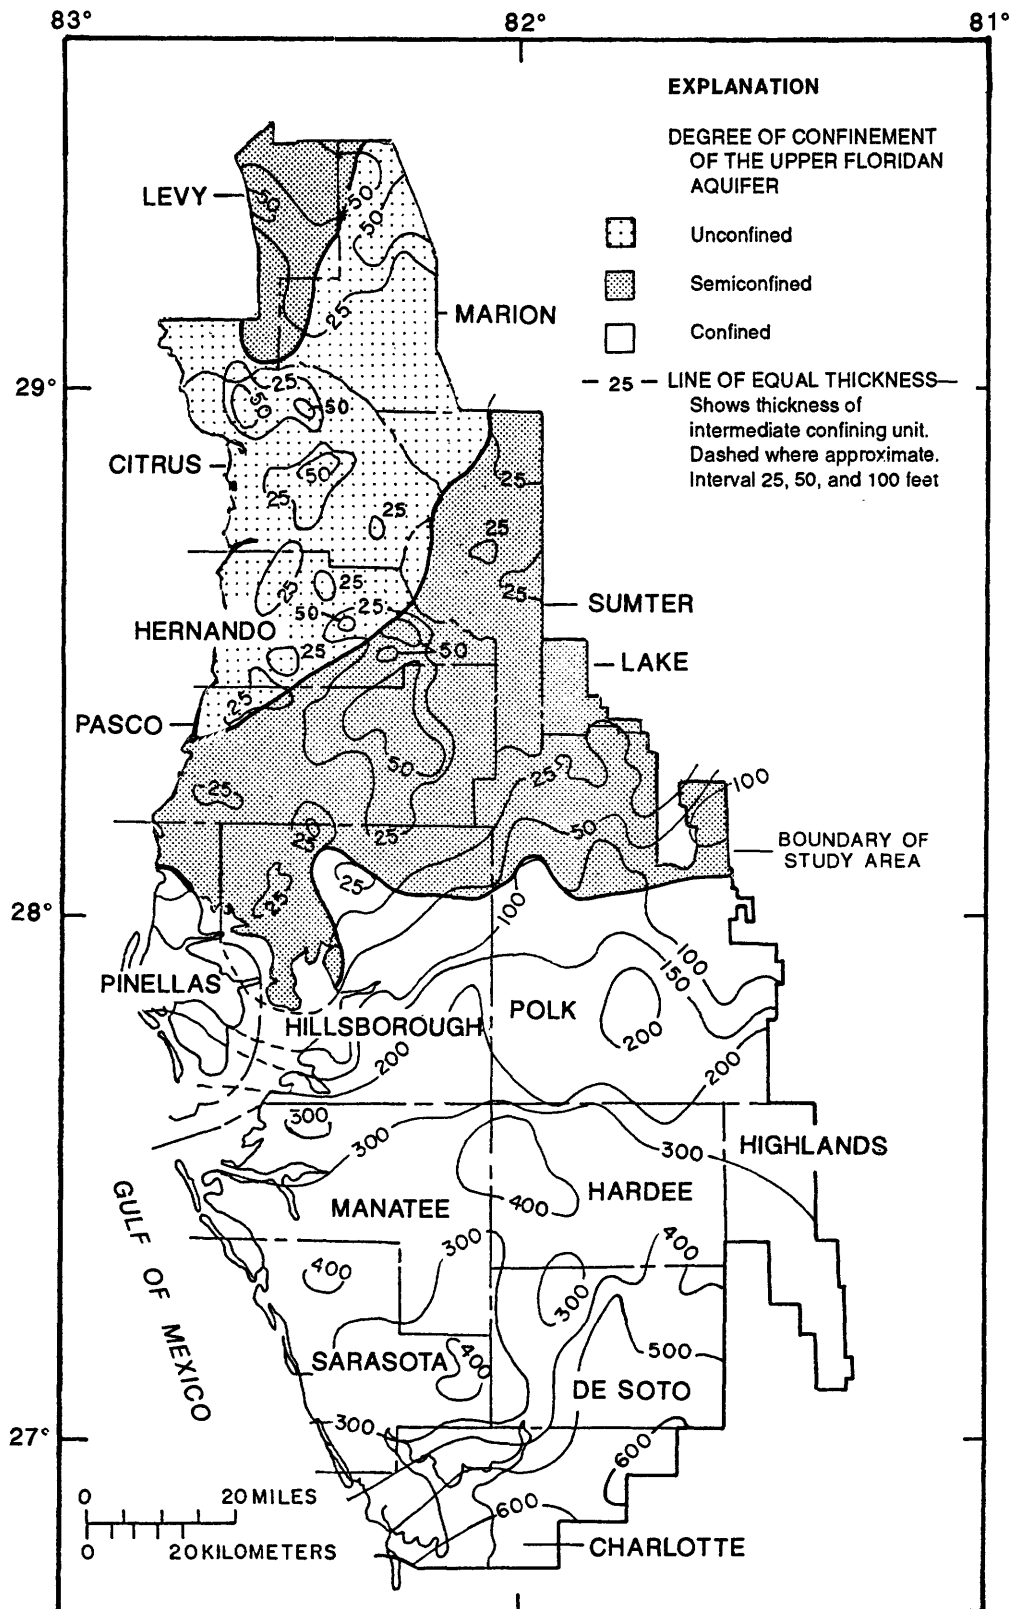 83°
82°
81°
EXPLANATION
DEGREE OF CONFINEMENT
OF THE UPPER FLORIDAN
AQUIFER
Unconfined
Semiconfined
Confined
– 25 – LINE OF EQUAL THICKNESS—
Shows thickness of
intermediate confining unit.
Dashed where approximate.
Interval 25, 50, and 100 feet
LEVY
50
50
50
25
MARION
29°
25
50
50
CITRUS
50
25
25
25
25
25
25
25
50
25
SUMTER
HERNANDO
25
50
LAKE
25
PASCO
50
25
100
25
50
25
25
BOUNDARY OF
STUDY AREA
25
25
28°
100
100
150
PINELLAS
POLK
HILLSBOROUGH
200
200
200
300
300
300
HIGHLANDS
HARDEE
400
MANATEE
300
400
400
300
GULF OF MEXICO
500
SARASOTA
400
DE SOTO
300
27°
600
600
0 20 MILES
0 20 KILOMETERS
CHARLOTTE